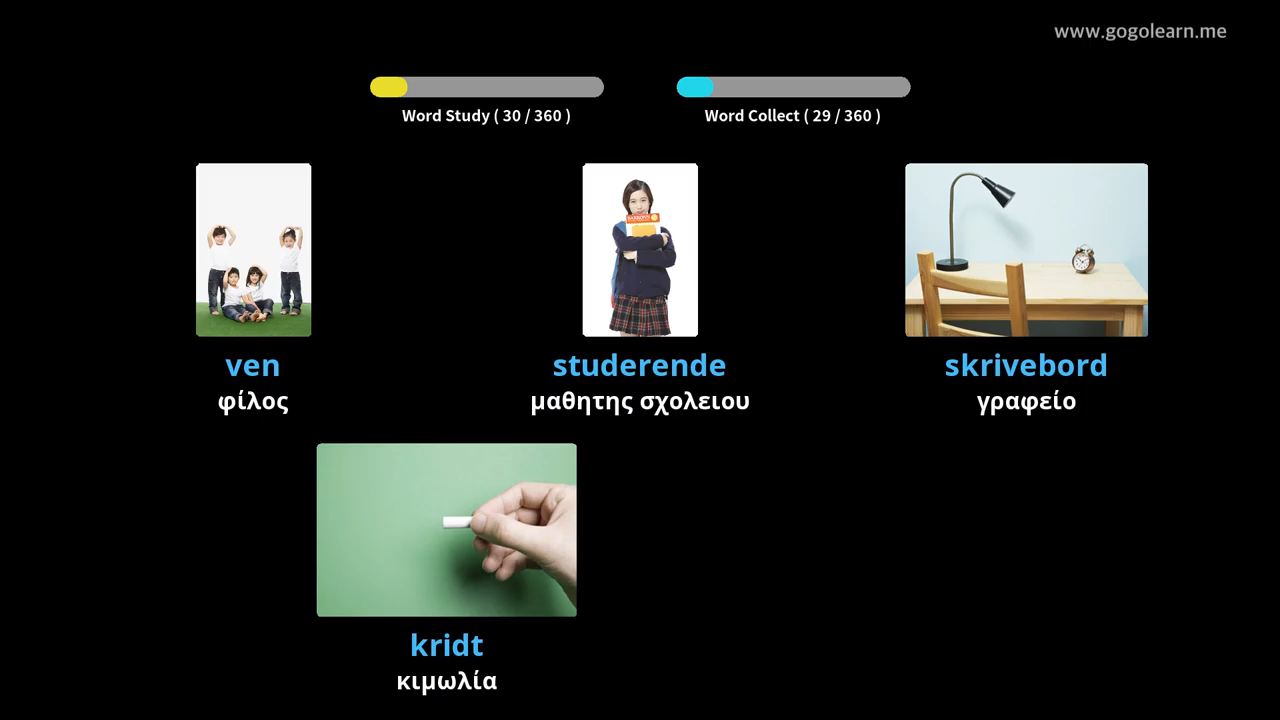 www.gogolearn.me
Word Study ( 30 / 360 )
Word Collect ( 29 / 360 )
ven
φίλος
studerende
μαθητης σχολειου
skrivebord
γραφείο
kridt
κιμωλία